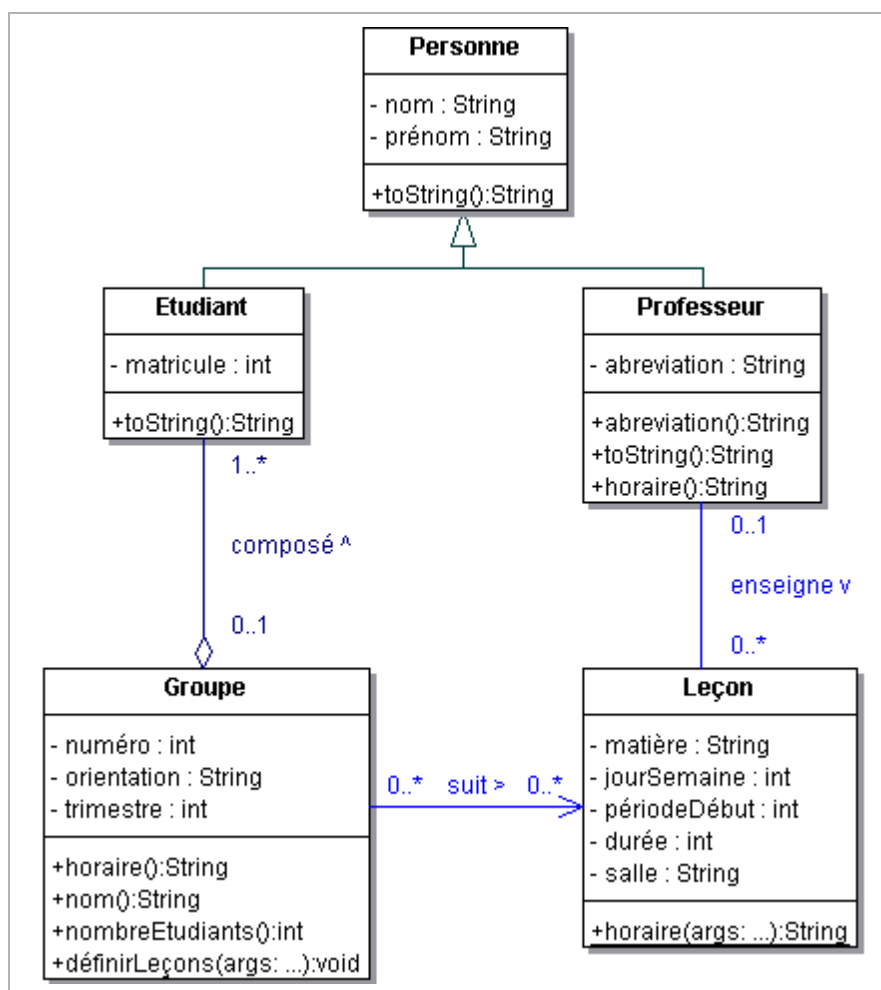 Personne
- nom : String
- prénom : String
+toString():String
Etudiant
- matricule : int
+toString():String
Professeur
- abreviation : String
+abreviation():String
+toString():String
+horaire():String
1..*
composé ^
0..1
0..1
enseigne v
0..*
Groupe
- numéro : int
- orientation : String
- trimestre : int
+horaire():String
+nom():String
+nombreEtudiants():int
+définirLeçons(args: ...):void
0..* suit > 0..*
Leçon
- matière : String
- jourSemaine : int
- périodeDébut : int
- durée : int
- salle : String
+horaire(args: ...):String